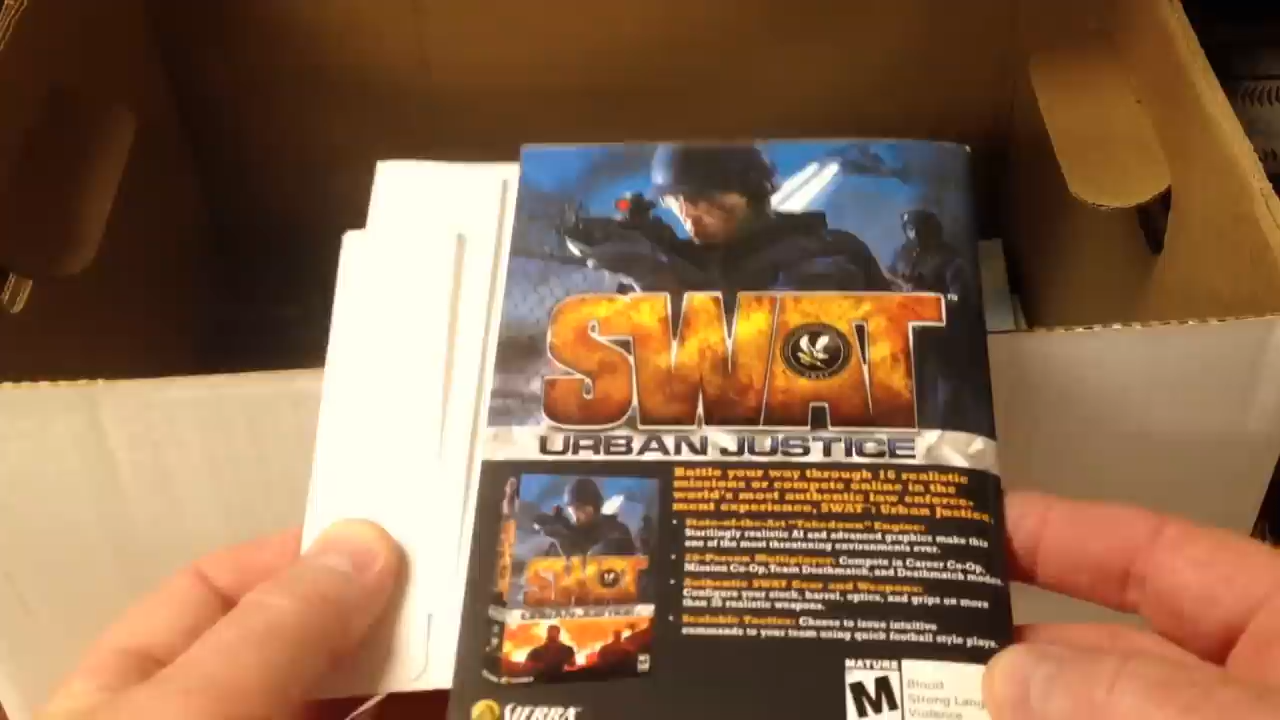 SWAT™
URBAN JUSTICE
Battle your way through 16 realistic
missions or compete online in the
world's most authentic law enforce-
ment experience, SWAT: Urban Justice.
• State-of-the-Art "Takedown" Engine:
Startlingly realistic AI and advanced graphics make this
one of the most threatening environments ever.
• 20-Person Multiplayer: Compete in Career Co-Op,
Mission Co-Op, Team Deathmatch, and Deathmatch modes.
• Authentic SWAT Gear and Weapons:
Configure your stock, barrel, optics, and grips on more
than 25 realistic weapons.
• Scalable Tactics: Choose to issue intuitive
commands to your team using quick football style plays.
SWAT
URBAN JUSTICE
MATURE
M
Blood
Strong Lang
Violence
SIERRA